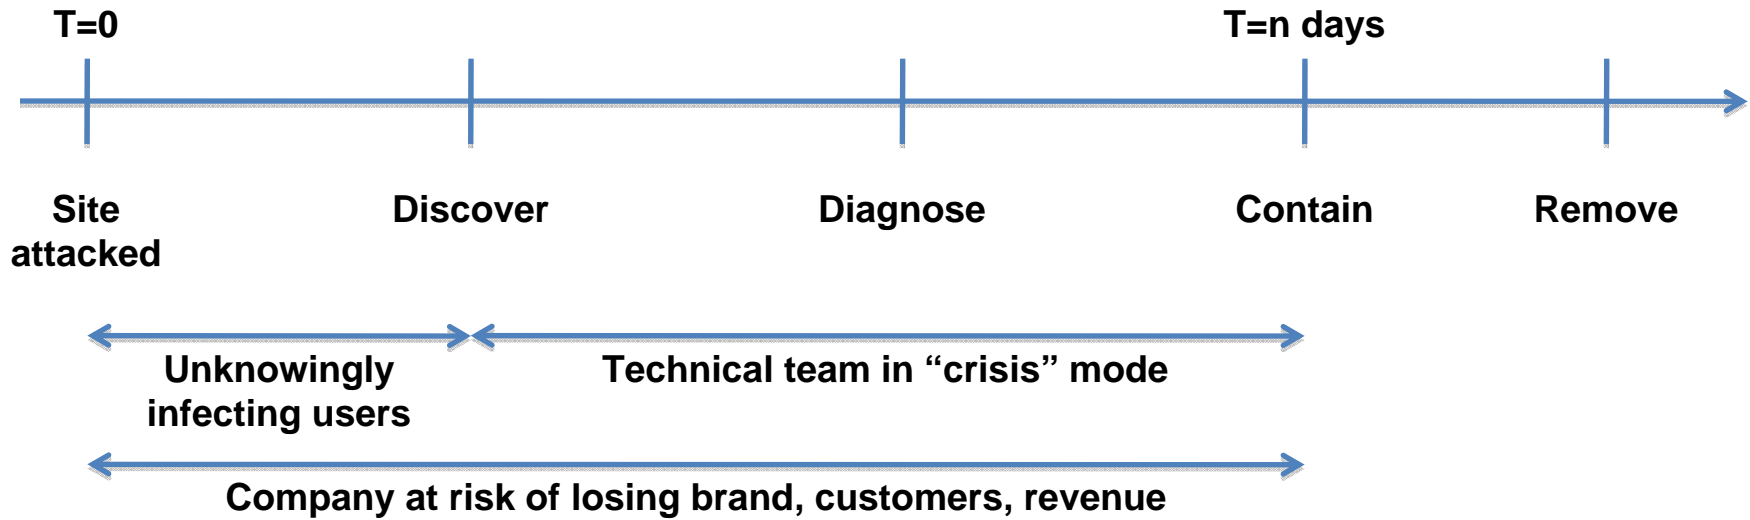 T=0
T=n days
Site
attacked
Discover
Diagnose
Contain
Remove
Unknowingly
infecting users
Technical team in “crisis” mode
Company at risk of losing brand, customers, revenue